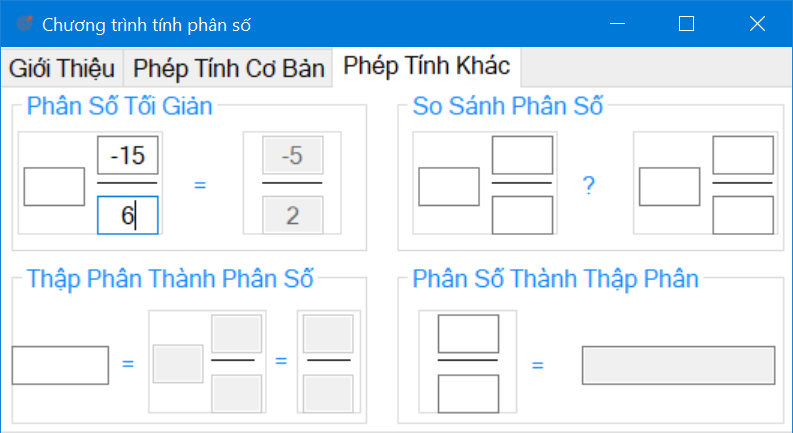 Chương trình tính phân số
Giới Thiệu
Phép Tính Cơ Bản
Phép Tính Khác
Phân Số Tối Giản
-15
6
=
-5
2
So Sánh Phân Số
?
Thập Phân Thành Phân Số
=
=
Phân Số Thành Thập Phân
=